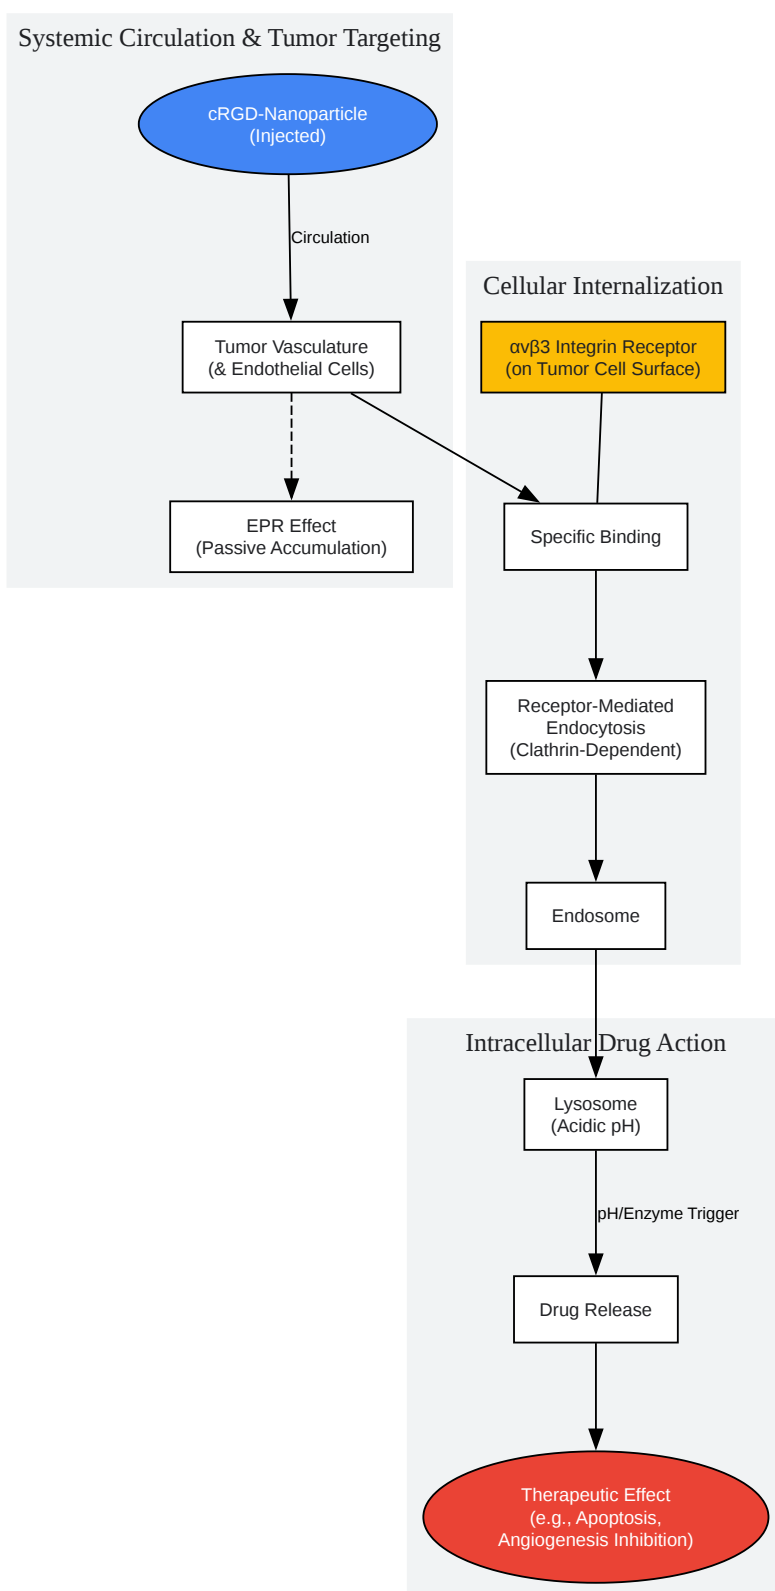 Systemic Circulation & Tumor Targeting
cRGD-Nanoparticle
(Injected)
Circulation
Tumor Vasculature
(& Endothelial Cells)
EPR Effect
(Passive Accumulation)
Cellular Internalization
αvβ3 Integrin Receptor
(on Tumor Cell Surface)
Specific Binding
Receptor-Mediated
Endocytosis
(Clathrin-Dependent)
Endosome
Intracellular Drug Action
Lysosome
(Acidic pH)
pH/Enzyme Trigger
Drug Release
Therapeutic Effect
(e.g., Apoptosis,
Angiogenesis Inhibition)